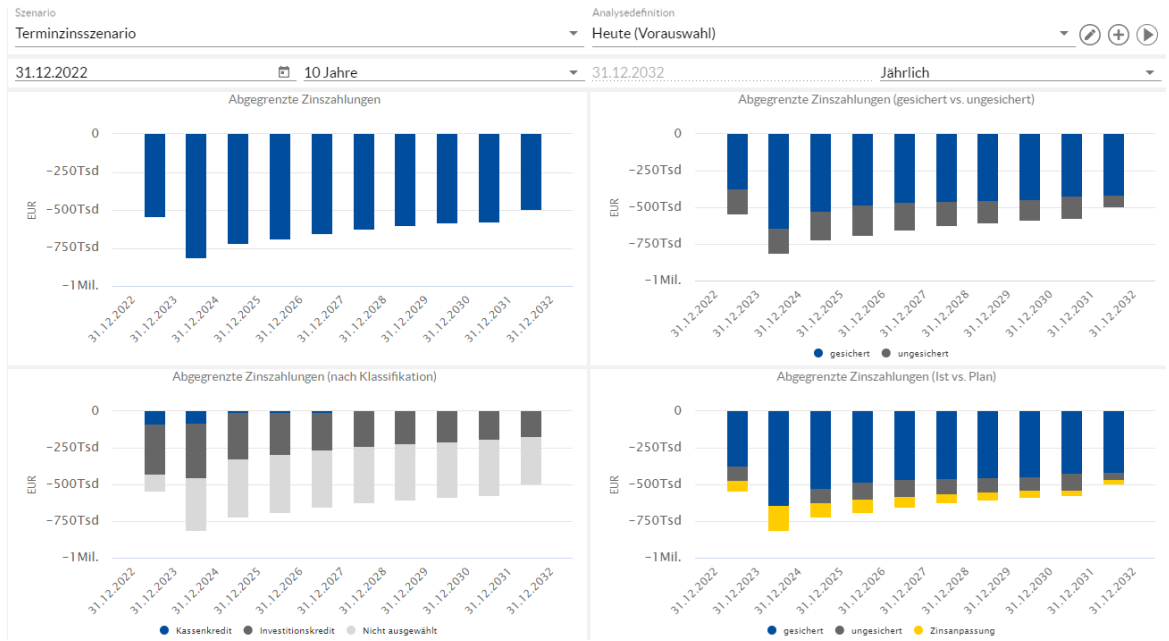 Szenario
Terminzinsszenario
Analysedefinition
Heute (Vorauswahl)
31.12.2022
10 Jahre
31.12.2032
Jährlich
Abgegrenzte Zinszahlungen
EUR
0
-250Tsd
-500Tsd
-750Tsd
-1Mil.
31.12.2022
31.12.2023
31.12.2024
31.12.2025
31.12.2026
31.12.2027
31.12.2028
31.12.2029
31.12.2030
31.12.2031
31.12.2032
Abgegrenzte Zinszahlungen (gesichert vs. ungesichert)
EUR
0
-250Tsd
-500Tsd
-750Tsd
-1Mil.
31.12.2022
31.12.2023
31.12.2024
31.12.2025
31.12.2026
31.12.2027
31.12.2028
31.12.2029
31.12.2030
31.12.2031
31.12.2032
gesichert ungesichert
Abgegrenzte Zinszahlungen (nach Klassifikation)
EUR
0
-250Tsd
-500Tsd
-750Tsd
-1Mil.
31.12.2022
31.12.2023
31.12.2024
31.12.2025
31.12.2026
31.12.2027
31.12.2028
31.12.2029
31.12.2030
31.12.2031
31.12.2032
Kassenkredit Investitionskredit Nicht ausgewählt
Abgegrenzte Zinszahlungen (Ist vs. Plan)
EUR
0
-250Tsd
-500Tsd
-750Tsd
-1Mil.
31.12.2022
31.12.2023
31.12.2024
31.12.2025
31.12.2026
31.12.2027
31.12.2028
31.12.2029
31.12.2030
31.12.2031
31.12.2032
gesichert ungesichert Zinsanpassung